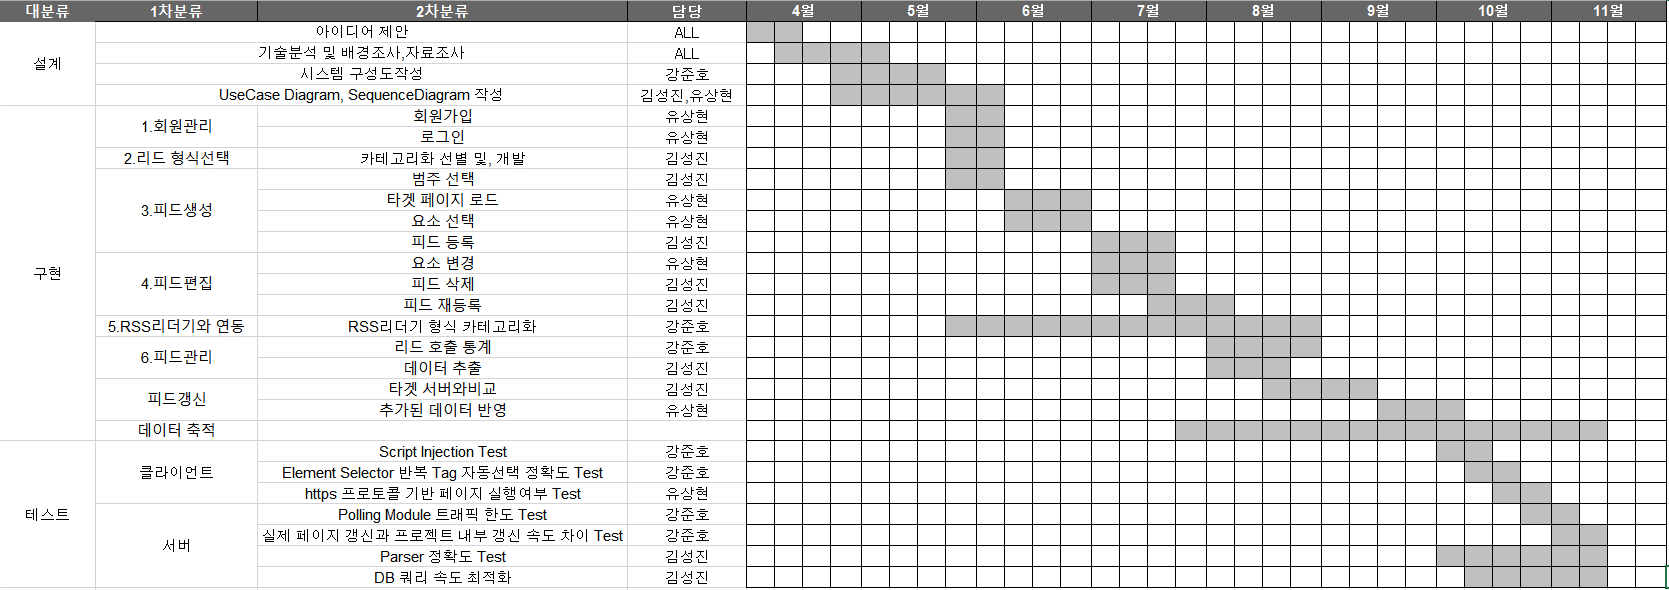 대분류 1차분류 2차분류 담당 4월 5월 6월 7월 8월 9월 10월 11월
아이디어 제안 ALL
기술분석 및 배경조사,자료조사 ALL
설계
시스템 구성도작성 강준호
UseCase Diagram, SequenceDiagram 작성 김성진,유상현
회원가입 유상현
1.회원관리
로그인 유상현
2.리드 형식선택 카테고리화 선별 및, 개발 김성진
범주 선택 김성진
타겟 페이지 로드 유상현
3.피드생성
요소 선택 유상현
피드 등록 김성진
요소 변경 유상현
구현
4.피드편집 피드 삭제 김성진
피드 재등록 김성진
5.RSS리더기와 연동 RSS리더기 형식 카테고리화 강준호
리드 호출 통계 강준호
6.피드관리
데이터 추출 김성진
타겟 서버와비교 김성진
피드갱신
추가된 데이터 반영 유상현
데이터 축적
Script Injection Test 강준호
클라이언트 Element Selector 반복 Tag 자동선택 정확도 Test 강준호
https 프로토콜 기반 페이지 실행여부 Test 유상현
테스트 Polling Module 트래픽 한도 Test 강준호
실제 페이지 갱신과 프로젝트 내부 갱신 속도 차이 Test 강준호
서버
Parser 정확도 Test 김성진
DB 쿼리 속도 최적화 김성진